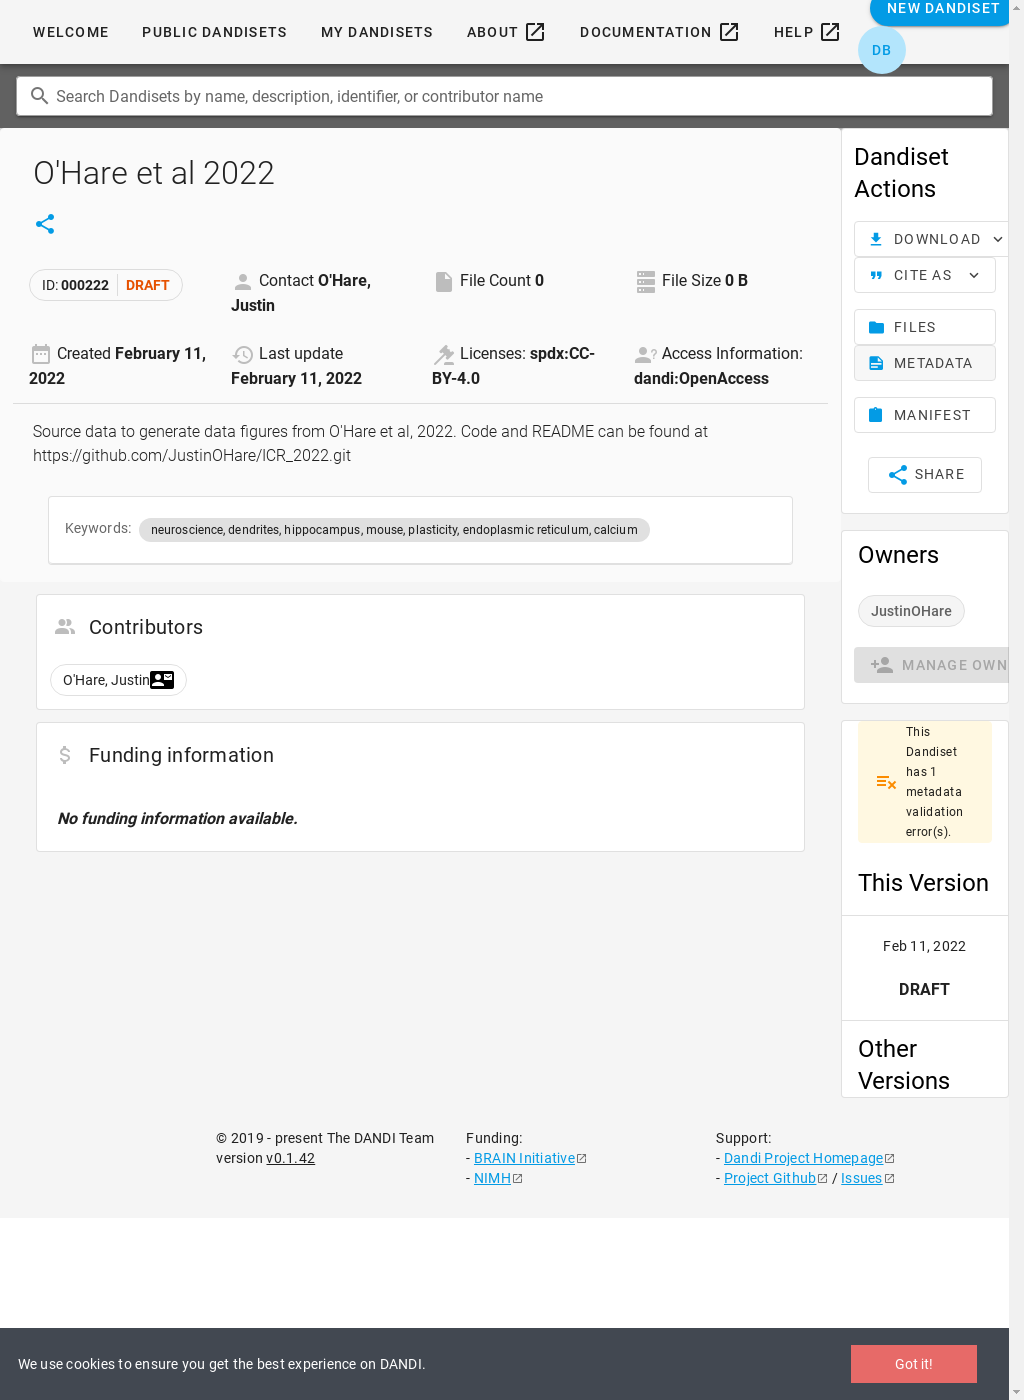 WELCOME
PUBLIC DANDISETS
MY DANDISETS
ABOUT
DOCUMENTATION
HELP
NEW DANDISET
DB
Search Dandisets by name, description, identifier, or contributor name
O'Hare et al 2022
ID: 000222 DRAFT
Contact O'Hare,
Justin
File Count 0
File Size 0 B
Created February 11,
2022
Last update
February 11, 2022
Licenses: spdx:CC-
BY-4.0
Access Information:
dandi:OpenAccess
Source data to generate data figures from O'Hare et al, 2022. Code and README can be found at
https://github.com/JustinOHare/ICR_2022.git
Keywords: neuroscience, dendrites, hippocampus, mouse, plasticity, endoplasmic reticulum, calcium
Contributors
O'Hare, Justin
Funding information
No funding information available.
Dandiset
Actions
DOWNLOAD
CITE AS
FILES
METADATA
MANIFEST
SHARE
Owners
JustinOHare
MANAGE OWN
This
Dandiset
has 1
metadata
validation
error(s).
This Version
Feb 11, 2022
DRAFT
Other
Versions
© 2019 - present The DANDI Team
version v0.1.42
Funding:
- BRAIN Initiative
- NIMH
Support:
- Dandi Project Homepage
- Project Github / Issues
We use cookies to ensure you get the best experience on DANDI.
Got it!